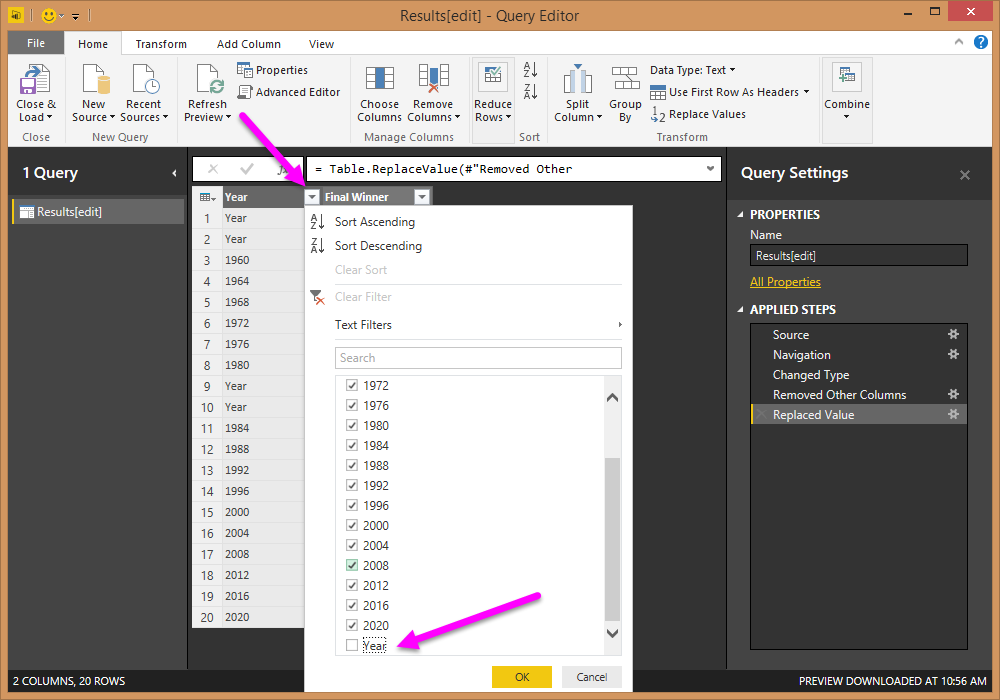 Results[edit] - Query Editor
File
Home
Transform
Add Column
View
Close &
Load
Close
New
Source
Recent
Sources
New Query
Refresh
Preview
Properties
Advanced Editor
Choose
Columns
Remove
Columns
Manage Columns
Reduce
Rows
Sort
Split
Column
Group
By
Data Type: Text
Use First Row As Headers
Replace Values
Transform
Combine
1 Query
Results[edit]
= Table.ReplaceValue(#"Removed Other
Year
Final Winner
1 Year
2 Year
3 1960
4 1964
5 1968
6 1972
7 1976
8 1980
9 Year
10 Year
11 1984
12 1988
13 1992
14 1996
15 2000
16 2004
17 2008
18 2012
19 2016
20 2020
Sort Ascending
Sort Descending
Clear Sort
Clear Filter
Text Filters
Search
1972
1976
1980
1984
1988
1992
1996
2000
2004
2008
2012
2016
2020
Year
OK
Cancel
Query Settings
PROPERTIES
Name
Results[edit]
All Properties
APPLIED STEPS
Source
Navigation
Changed Type
Removed Other Columns
Replaced Value
2 COLUMNS, 20 ROWS
PREVIEW DOWNLOADED AT 10:56 AM